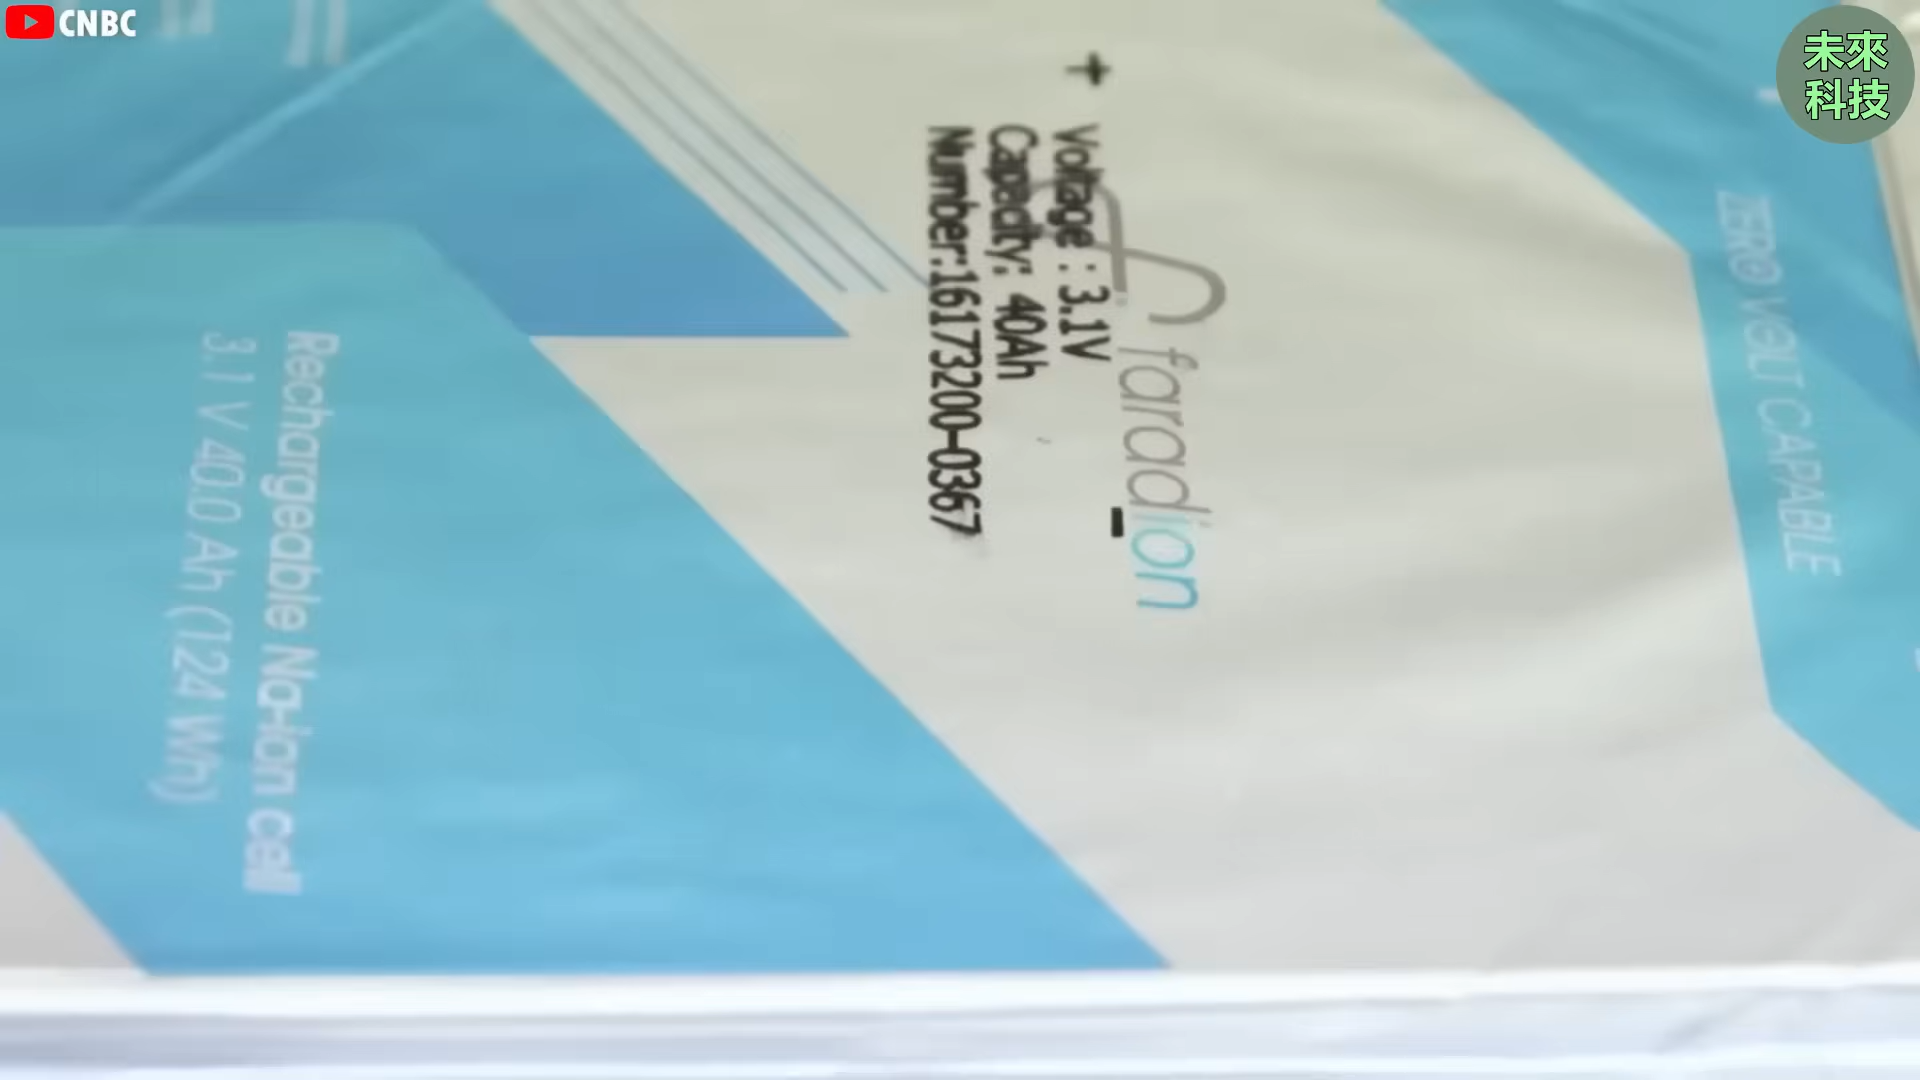 CNBC
未來
科技
+
Voltage : 3.1V
Capacity: 40Ah
Number:161732200-0367
faradion
-
ZERO VOLT CAPABLE
Rechargeable Na-ion cell
3.1 V 40.0 Ah (124 Wh)